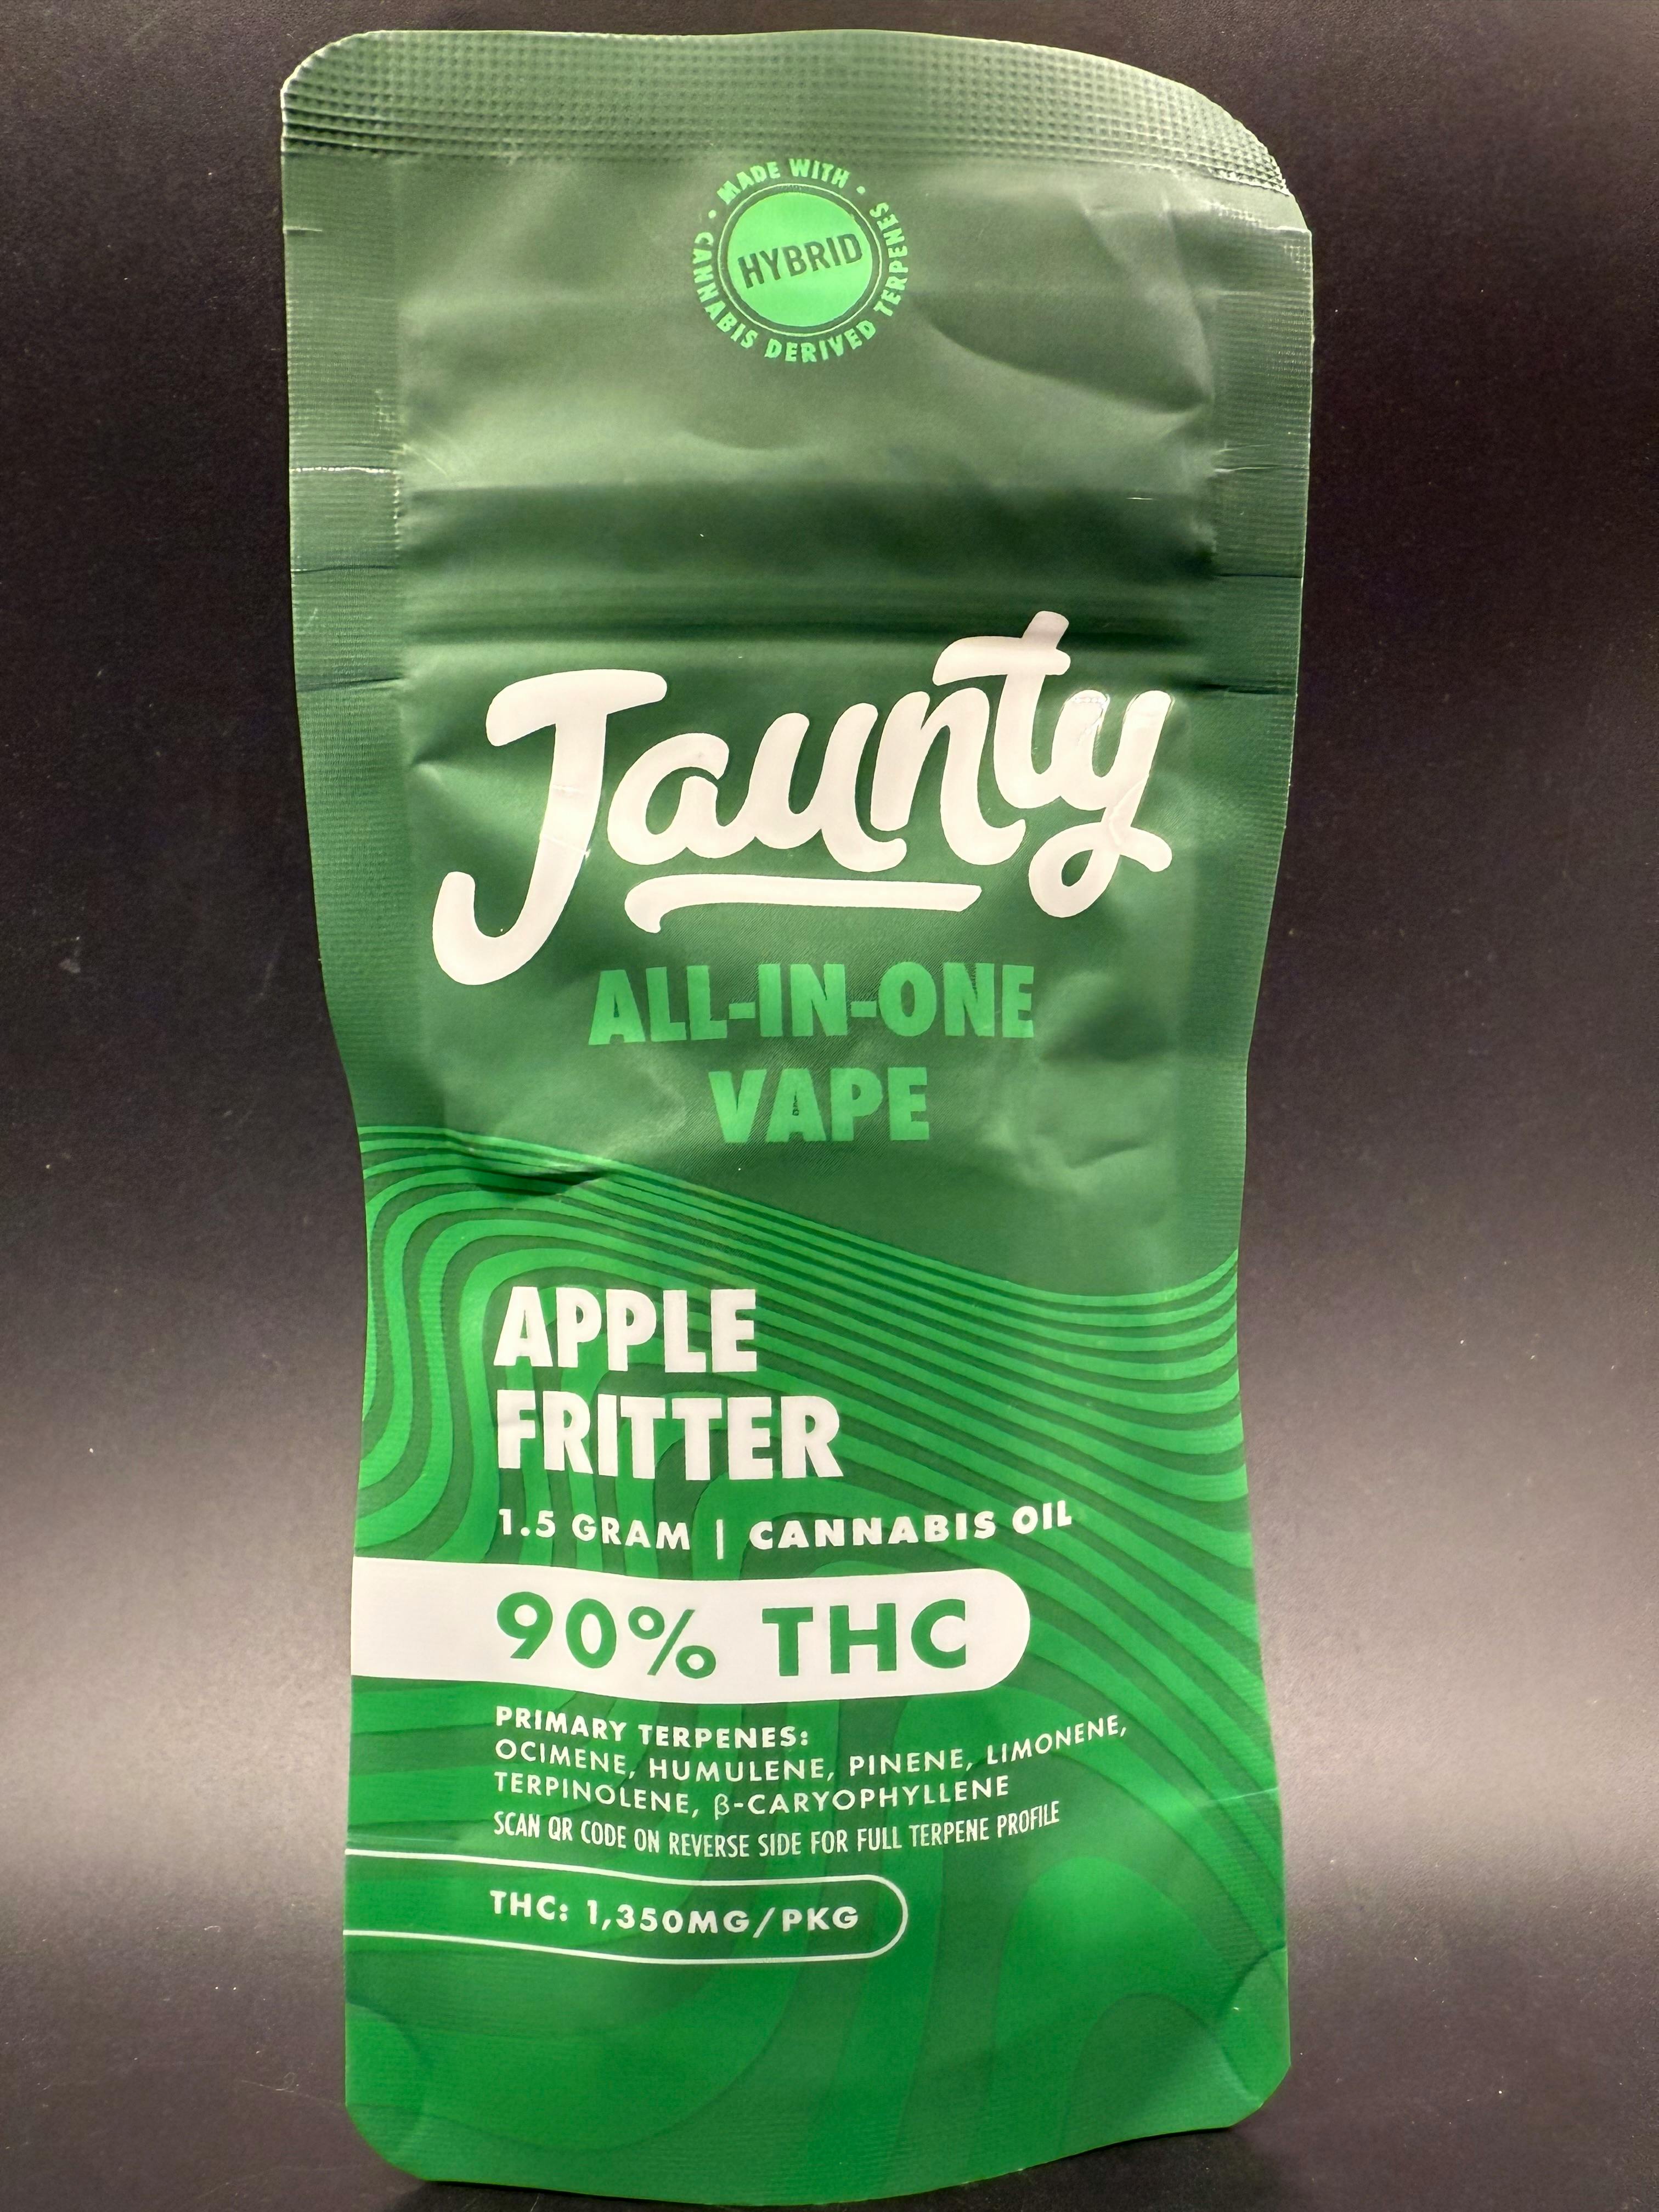 • MADE WITH •
CANNABIS DERIVED TERPENES
HYBRID
Jaunty
ALL-IN-ONE
VAPE
APPLE
FRITTER
1.5 GRAM | CANNABIS OIL
90% THC
PRIMARY TERPENES:
OCIMENE, HUMULENE, PINENE, LIMONENE,
TERPINOLENE, β-CARYOPHYLLENE
SCAN QR CODE ON REVERSE SIDE FOR FULL TERPENE PROFILE
THC: 1,350MG/PKG